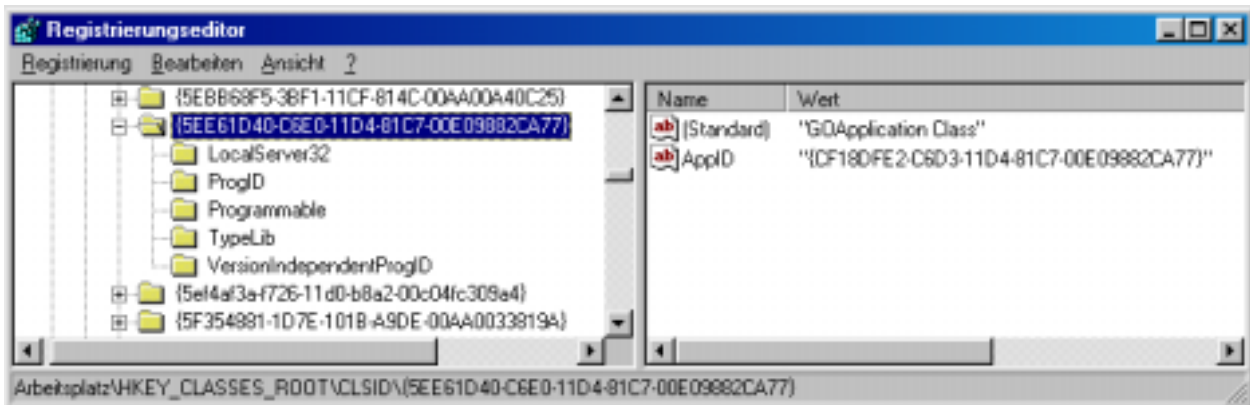 Registrierungseditor
Registrierung Bearbeiten Ansicht ?
{5EBB68F5-3BF1-11CF-814C-00AA00A40C25}
{5EE61D40-C6E0-11D4-81C7-00E09882CA77}
LocalServer32
ProgID
Programmable
TypeLib
VersionIndependentProgID
{5ef4af3a-f726-11d0-b8a2-00c04fc309a4}
{5F354881-1D7E-101B-A9DE-00AA0033819A}
Name Wert
(Standard) "GOApplication Class"
AppID "{CF18DFE2-C6D3-11D4-81C7-00E09882CA77}"
Arbeitsplatz\HKEY_CLASSES_ROOT\CLSID\{5EE61D40-C6E0-11D4-81C7-00E09882CA77}